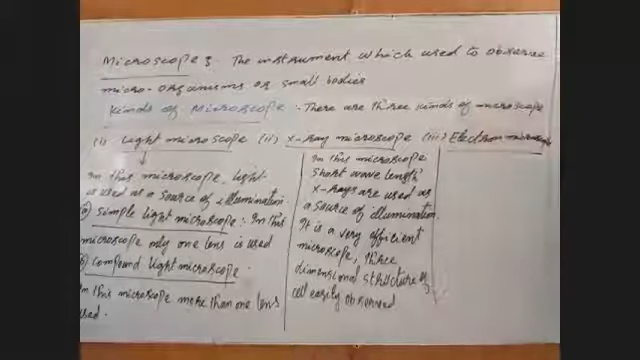 Microscope :. The instrument which used to observe
micro-organisms or small bodies
Kinds of Microscope . There are three kinds of microscope
(i) Light microscope (ii) x-ray microscope (iii) Electron microscope
In this microscope, light
is used as a source of illumination
(a) Simple light microscope:. In this
microscope only one lens is used
b) Compound light microscope.
In this microscope more than one lens
used.
In this microscope
Short wave length
x-rays are used as
a source of illumination.
It is a very efficient
microscope, three
dimensional structure of
cell easily observed